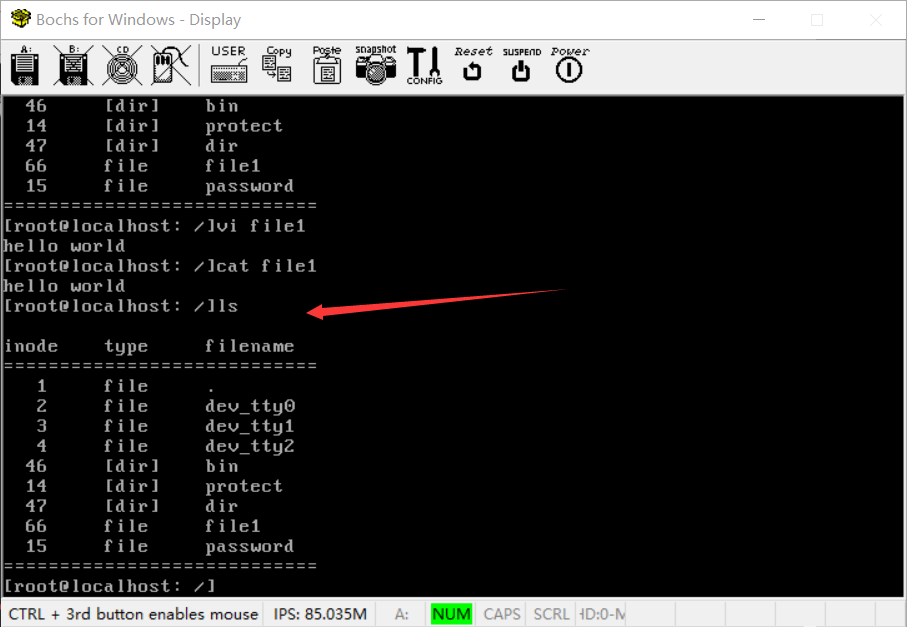 Bochs for Windows - Display
A: B: CD USER Copy Paste snapshot CONFIG Reset SUSPEND Power
46 [dir] bin
14 [dir] protect
47 [dir] dir
66 file file1
15 file password
============================
[root@localhost: /]vi file1
hello world
[root@localhost: /]cat file1
hello world
[root@localhost: /]ls
inode type filename
============================
1 file .
2 file dev_tty0
3 file dev_tty1
4 file dev_tty2
46 [dir] bin
14 [dir] protect
47 [dir] dir
66 file file1
15 file password
============================
[root@localhost: /]
CTRL + 3rd button enables mouse IPS: 85.035M A: NUM CAPS SCRL HD:0-M